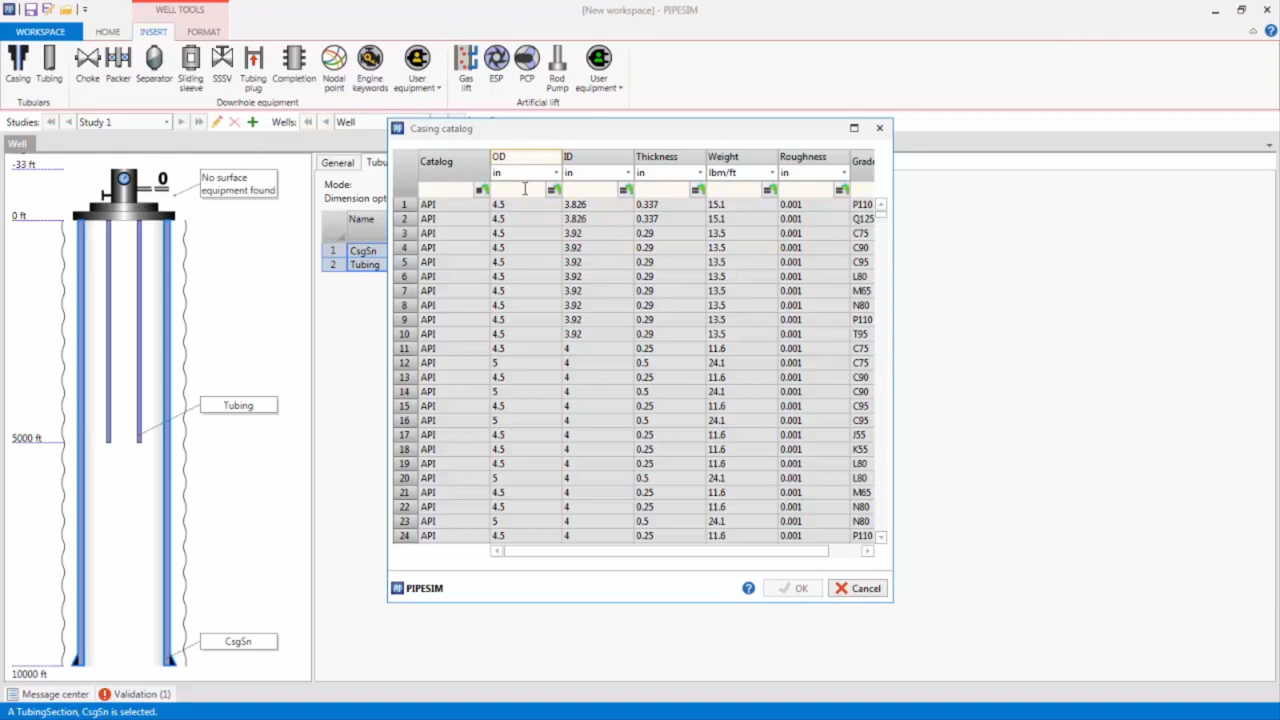 WELL TOOLS
[New workspace] - PIPESIM
WORKSPACE HOME INSERT FORMAT
Casing Tubing Choke Packer Separator Sliding sleeve SSSV Tubing plug Completion Nodal point Engine keywords User equipment Gas lift ESP PCP Rod Pump User equipment
Tubulars Downhole equipment Artificial lift
Studies: Study 1 Wells: Well
Well
-33 ft
0
No surface
equipment found
0 ft
Tubing
5000 ft
CsgSn
10000 ft
General Tubu
Mode:
Dimension opt
Name
1 CsgSn
2 Tubing
Casing catalog
Catalog OD ID Thickness Weight Roughness Grade
in in in lbm/ft in
1 API 4.5 3.826 0.337 15.1 0.001 P110
2 API 4.5 3.826 0.337 15.1 0.001 Q125
3 API 4.5 3.92 0.29 13.5 0.001 C75
4 API 4.5 3.92 0.29 13.5 0.001 C90
5 API 4.5 3.92 0.29 13.5 0.001 C95
6 API 4.5 3.92 0.29 13.5 0.001 L80
7 API 4.5 3.92 0.29 13.5 0.001 M65
8 API 4.5 3.92 0.29 13.5 0.001 N80
9 API 4.5 3.92 0.29 13.5 0.001 P110
10 API 4.5 3.92 0.29 13.5 0.001 T95
11 API 4.5 4 0.25 11.6 0.001 C75
12 API 5 4 0.5 24.1 0.001 C75
13 API 4.5 4 0.25 11.6 0.001 C90
14 API 5 4 0.5 24.1 0.001 C90
15 API 4.5 4 0.25 11.6 0.001 C95
16 API 5 4 0.5 24.1 0.001 C95
17 API 4.5 4 0.25 11.6 0.001 J55
18 API 4.5 4 0.25 11.6 0.001 K55
19 API 4.5 4 0.25 11.6 0.001 L80
20 API 5 4 0.5 24.1 0.001 L80
21 API 4.5 4 0.25 11.6 0.001 M65
22 API 4.5 4 0.25 11.6 0.001 N80
23 API 5 4 0.5 24.1 0.001 N80
24 API 4.5 4 0.25 11.6 0.001 P110
PIPESIM OK Cancel
Message center Validation (1)
A TubingSection, CsgSn is selected.